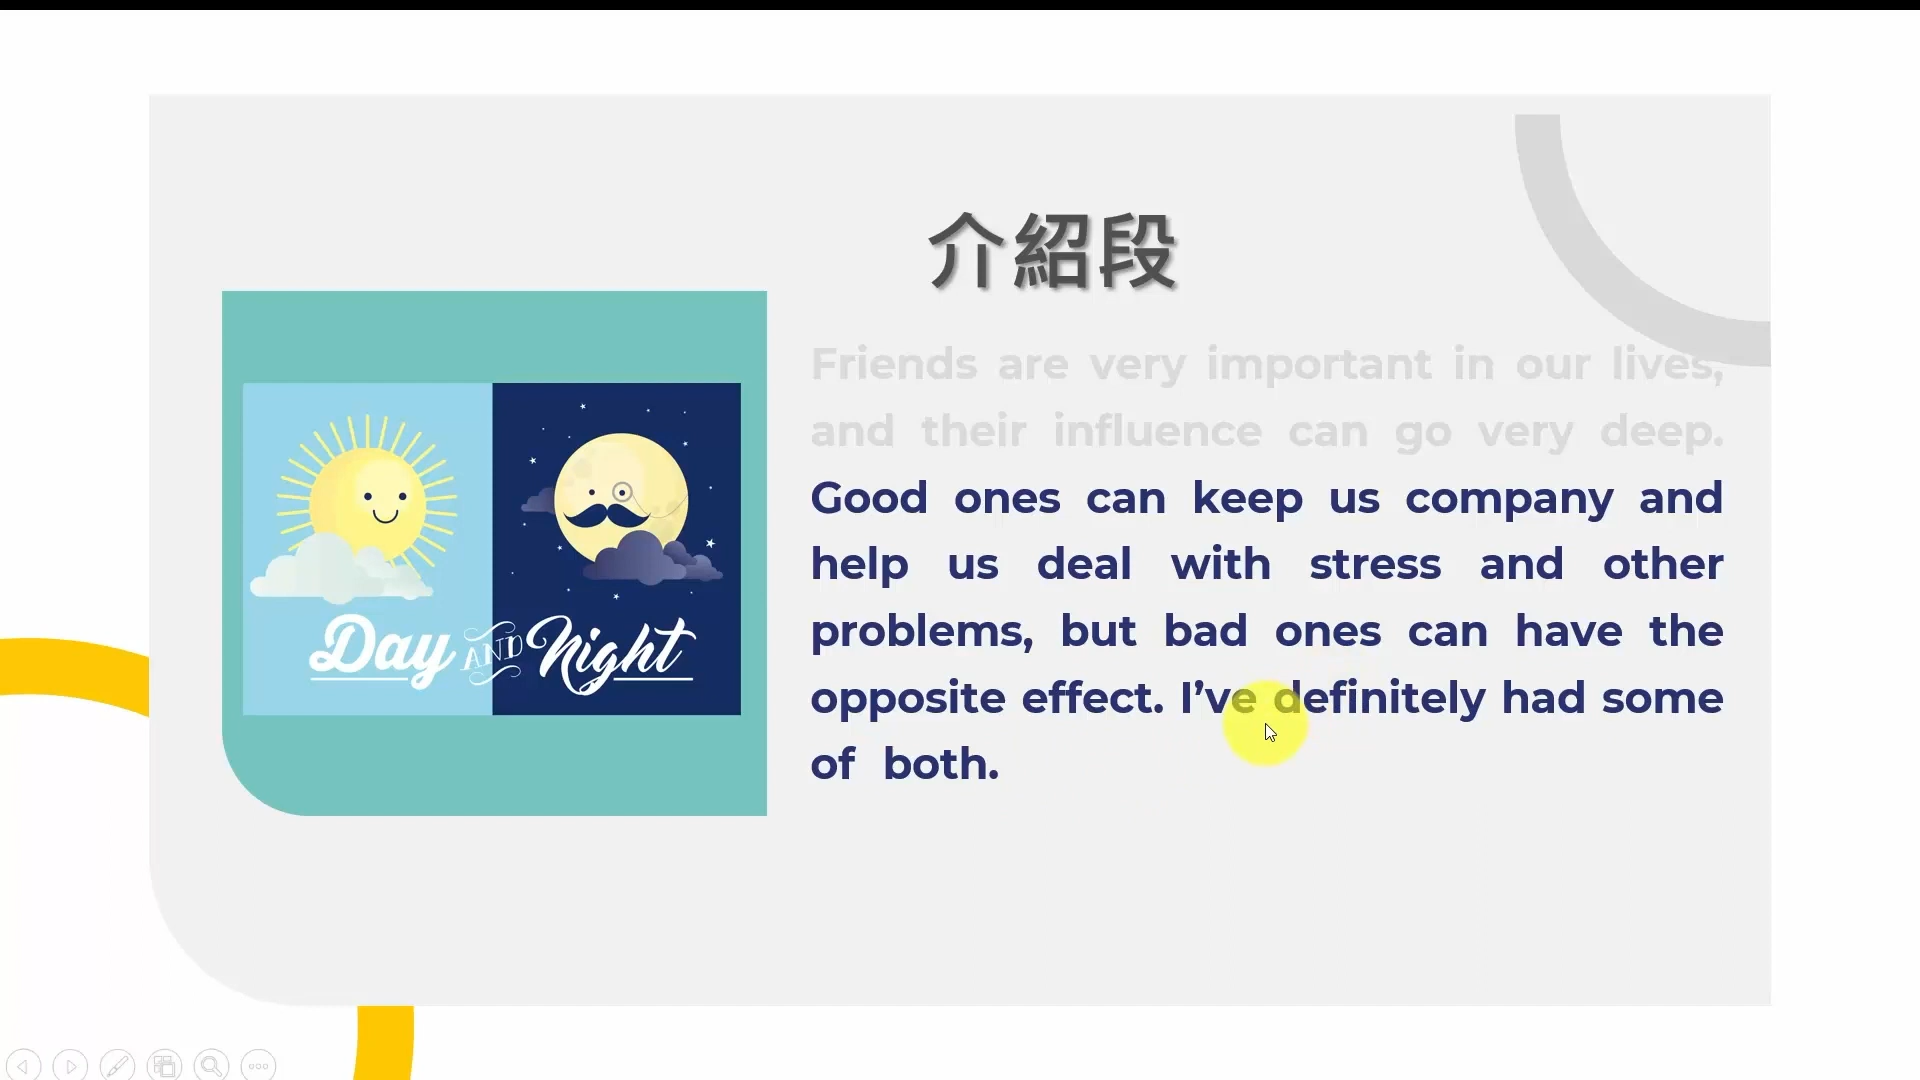 介紹段
Friends are very important in our lives,
and their influence can go very deep.
Good ones can keep us company and
help us deal with stress and other
problems, but bad ones can have the
opposite effect. I’ve definitely had some
of both.
Day AND Night